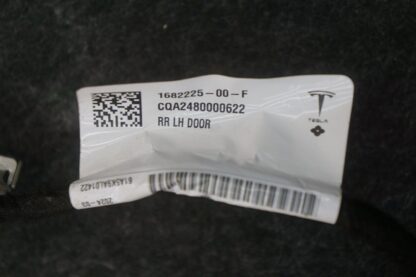 1682225-00-F
CQA2480000622
RR LH DOOR
TESLA